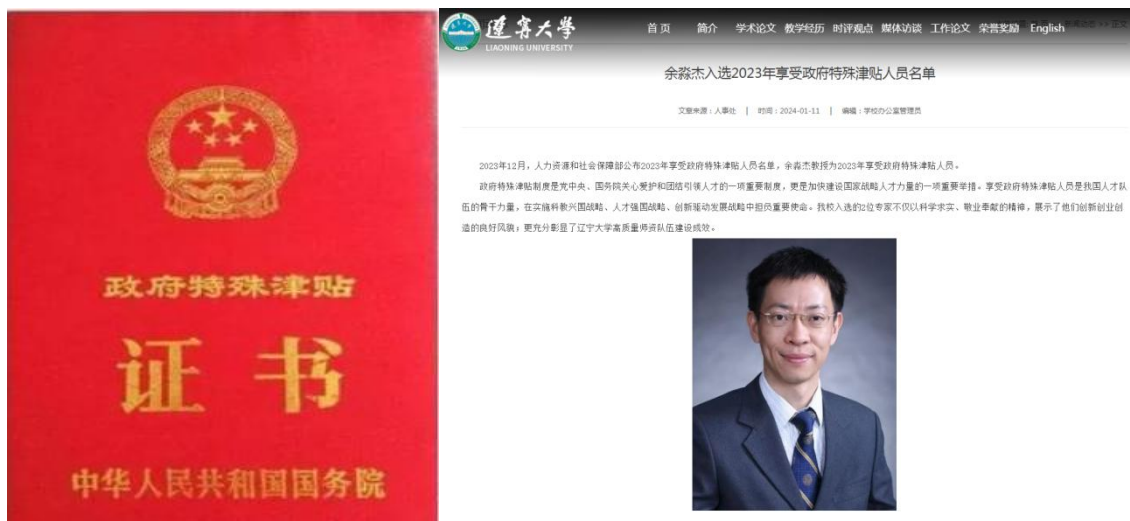 政府特殊津贴
证书
中华人民共和国国务院
遼寧大學
LIAONING UNIVERSITY
首页 简介 学术论文 教学经历 时评观点 媒体访谈 工作论文 荣誉奖励 English
余淼杰入选2023年享受政府特殊津贴人员名单
文章来源：人事处 | 时间：2024-01-11 | 编辑：学校办公室管理员
2023年12月，人力资源和社会保障部公布2023年享受政府特殊津贴人员名单，余淼杰教授为2023年享受政府特殊津贴人员。
政府特殊津贴制度是党中央、国务院关心爱护和团结引领人才的一项重要制度，更是加快建设国家战略人才力量的一项重要举措。享受政府特殊津贴人员是我国人才队
伍的骨干力量，在实施科教兴国战略、人才强国战略、创新驱动发展战略中担负重要使命。我校入选的2位专家不仅以科学求实、敬业奉献的精神，展示了他们创新创业创
造的良好风貌；更充分彰显了辽宁大学高质量师资队伍建设成效。